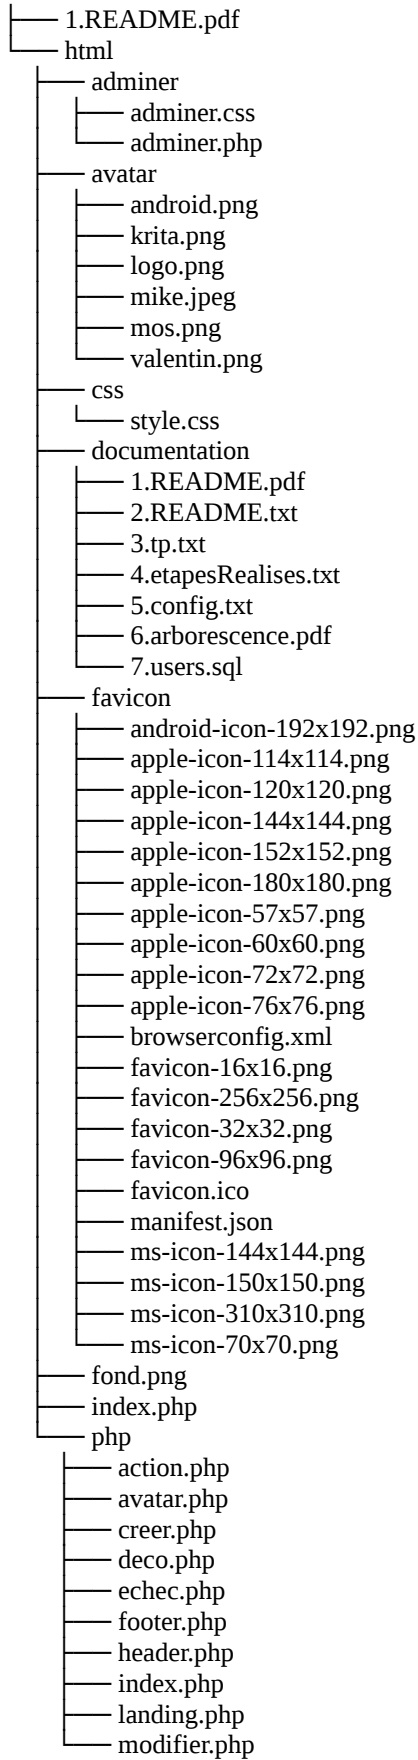 1.README.pdf
html
adminer
adminer.css
adminer.php
avatar
android.png
krita.png
logo.png
mike.jpeg
mos.png
valentin.png
css
style.css
documentation
1.README.pdf
2.README.txt
3.tp.txt
4.etapesRealises.txt
5.config.txt
6.arborescence.pdf
7.users.sql
favicon
android-icon-192x192.png
apple-icon-114x114.png
apple-icon-120x120.png
apple-icon-144x144.png
apple-icon-152x152.png
apple-icon-180x180.png
apple-icon-57x57.png
apple-icon-60x60.png
apple-icon-72x72.png
apple-icon-76x76.png
browserconfig.xml
favicon-16x16.png
favicon-256x256.png
favicon-32x32.png
favicon-96x96.png
favicon.ico
manifest.json
ms-icon-144x144.png
ms-icon-150x150.png
ms-icon-310x310.png
ms-icon-70x70.png
fond.png
index.php
php
action.php
avatar.php
creer.php
deco.php
echec.php
footer.php
header.php
index.php
landing.php
modifier.php